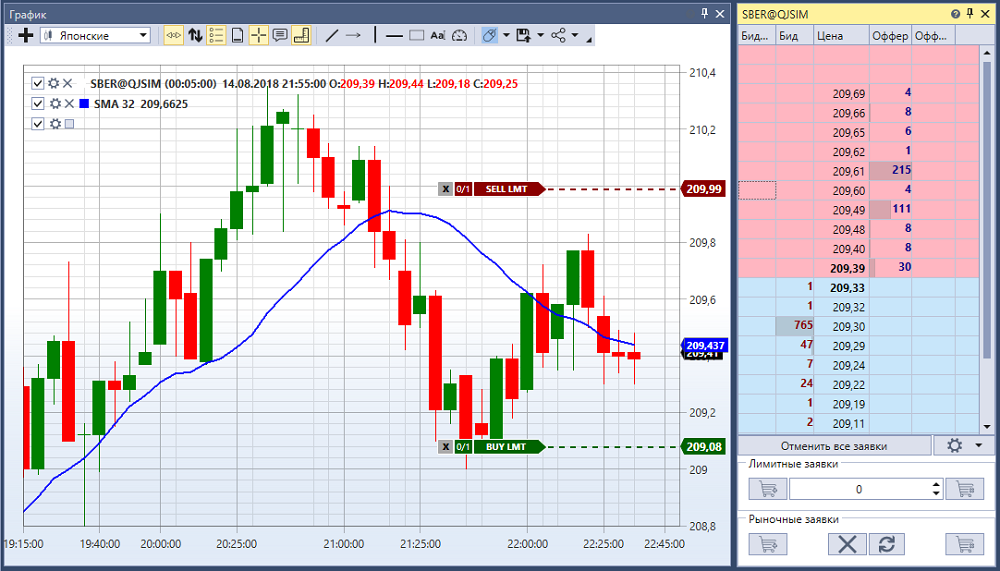 График
Японские
Aa
SBER@QJSIM (00:05:00) 14.08.2018 21:55:00 O:209,39 H:209,44 L:209,18 C:209,25
SMA 32 209,6625
210,4
210,2
X 0/1 SELL LMT 209,99
209,8
209,6
209,437
209,41
209,2
X 0/1 BUY LMT 209,08
209
208,8
19:15:00 19:40:00 20:00:00 20:25:00 21:00:00 21:25:00 22:00:00 22:25:00 22:45:00
SBER@QJSIM
Бид... Бид Цена Оффер Офф...
209,69 4
209,66 8
209,65 6
209,62 1
209,61 215
209,60 4
209,49 111
209,48 8
209,40 8
209,39 30
1 209,33
1 209,32
765 209,30
47 209,29
7 209,24
24 209,22
1 209,19
2 209,11
Отменить все заявки
Лимитные заявки
0
Рыночные заявки